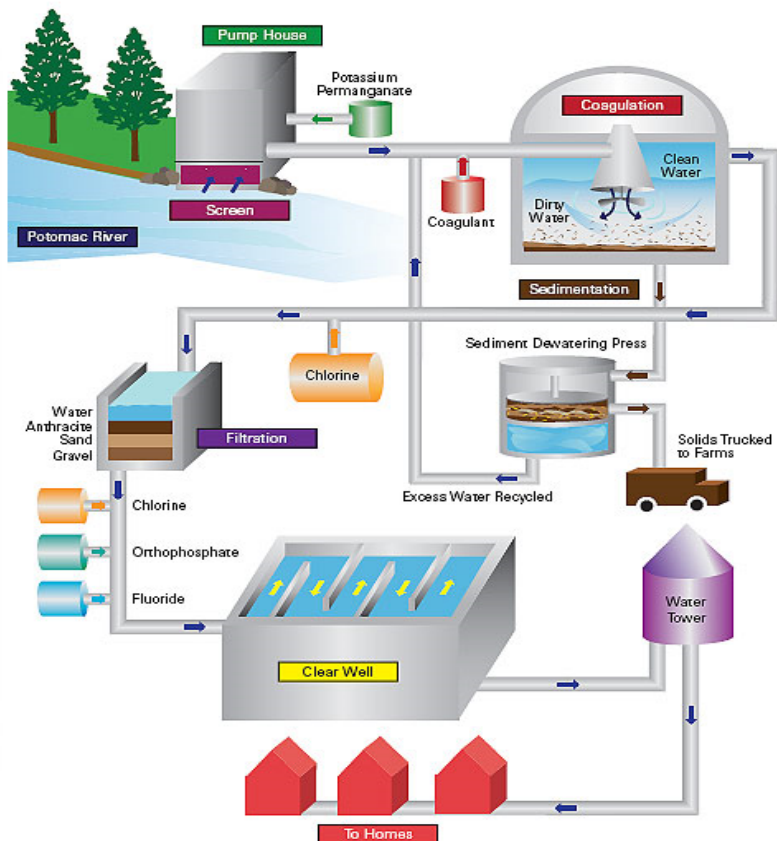 Pump House
Potassium
Permanganate
Coagulation
Clean
Water
Dirty
Water
Screen
Coagulant
Potomac River
Sedimentation
Sediment Dewatering Press
Chlorine
Water
Anthracite
Sand
Gravel
Filtration
Solids Trucked
to Farms
Excess Water Recycled
Chlorine
Orthophosphate
Fluoride
Water
Tower
Clear Well
To Homes